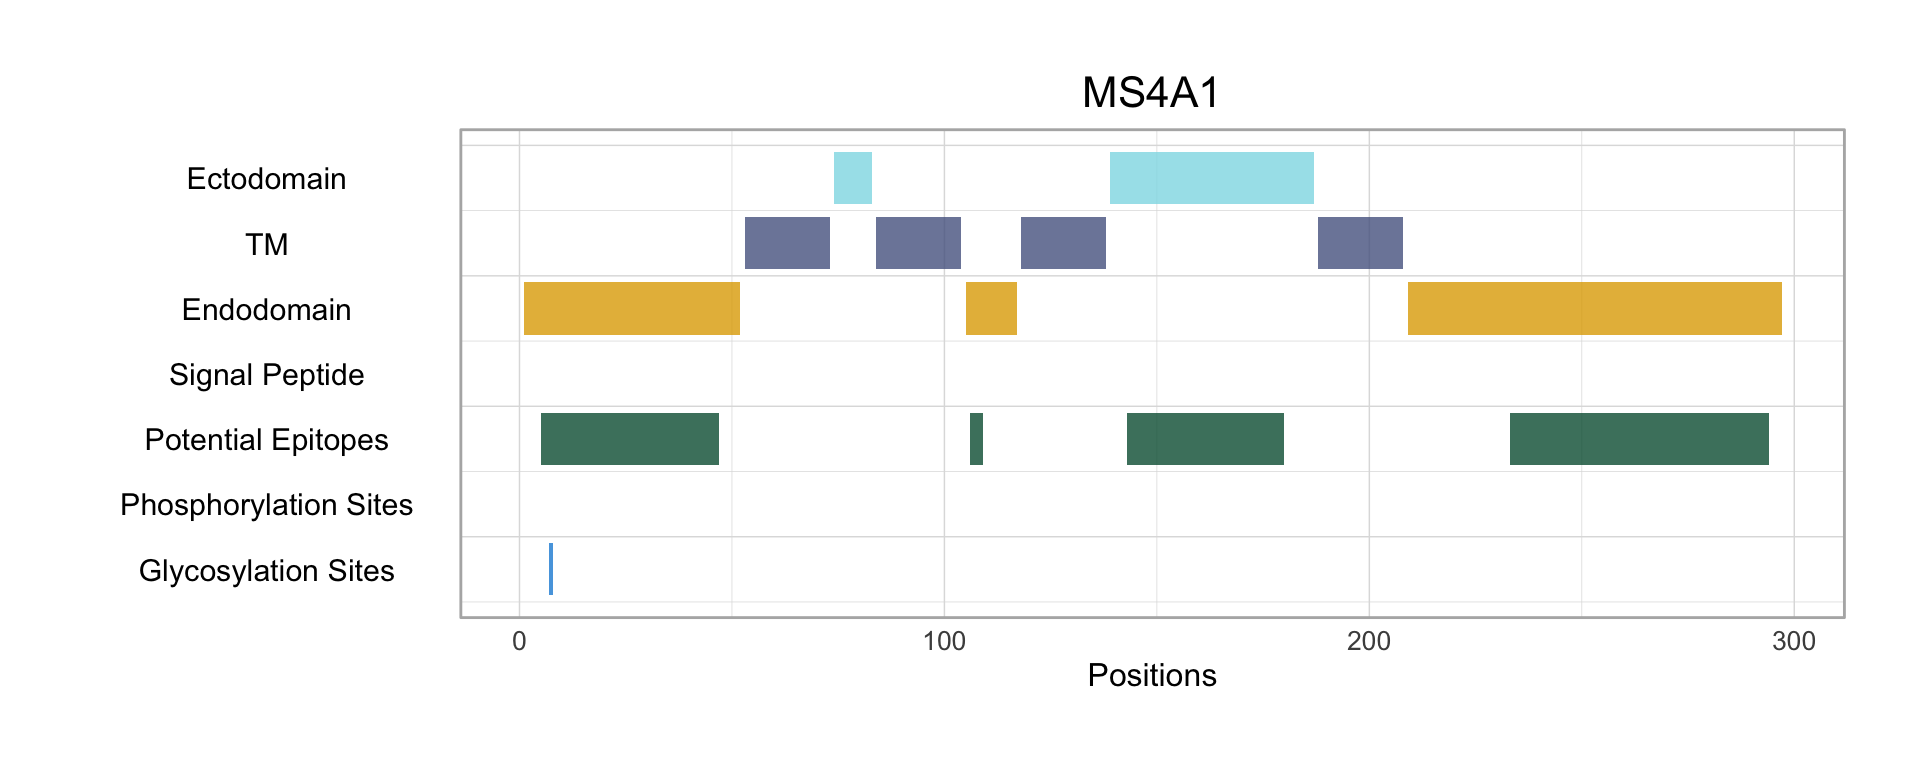 MS4A1
Ectodomain
TM
Endodomain
Signal Peptide
Potential Epitopes
Phosphorylation Sites
Glycosylation Sites
0 100 200 300
Positions